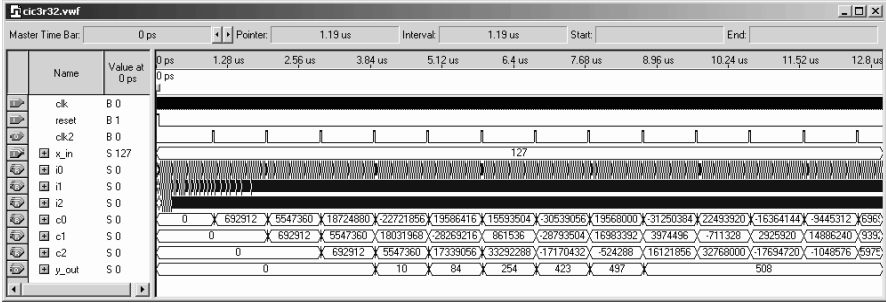 cic3r32.vwf
Master Time Bar: 0 ps Pointer: 1.19 us Interval: 1.19 us Start: End:
Name Value at 0 ps 0 ps 1.28 us 2.56 us 3.84 us 5.12 us 6.4 us 7.68 us 8.96 us 10.24 us 11.52 us 12.8 us
0 ps
clk B 0
reset B 1
clk2 B 0
x_in S 127 127
i0 S 0
i1 S 0
i2 S 0
c0 S 0 0 692912 5547360 18724880 -22721856 19586416 15593504 -30539056 19568000 -31250384 22493920 -16364144 -9445312
c1 S 0 0 692912 5547360 18031968 -28269216 861536 -28793504 16983392 3974496 -711328 2925920 14886240
c2 S 0 0 692912 5547360 17339056 33292288 -17170432 -524288 16121856 32768000 -17694720 -1048576
y_out S 0 0 10 84 254 423 497 508